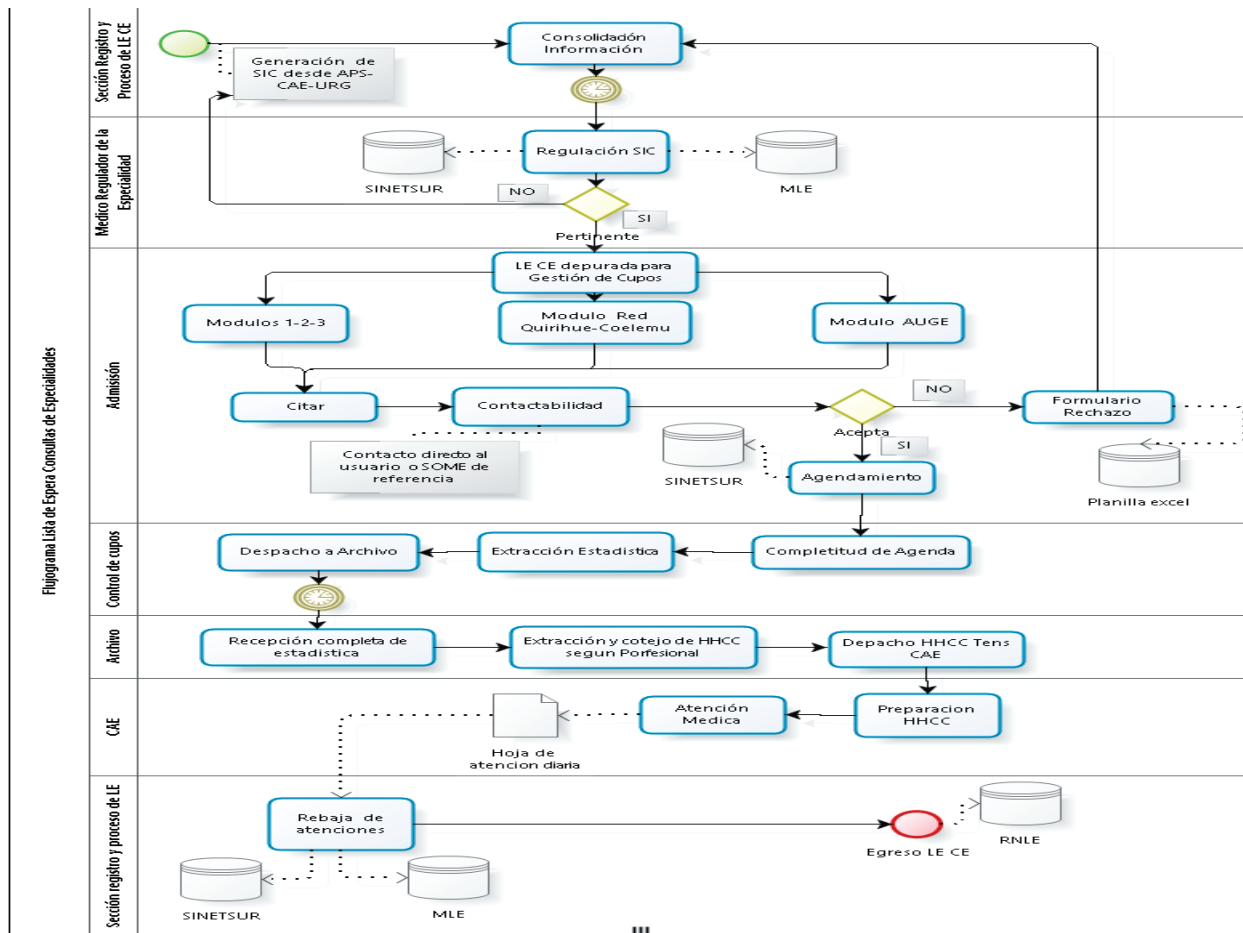 Flujograma Lista de Espera Consultas de Especialidades
Sección Registro y
Proceso de LE CE
Consolidadón
Información
Generación de
SIC desde APS-
CAE-URG
Medico Regulador de la
Especialidad
Regulación SIC
SINETSUR
MLE
NO
SI
Pertinente
Admisisón
LE CE depurada para
Gestión de Cupos
Modulos 1-2-3
Modulo Red
Quirihue-Coelemu
Modulo AUGE
Citar
Contactabilidad
NO
Formulario
Rechazo
Acepta
SI
Contacto directo al
usuario o SOME de
referencia
SINETSUR
Agendamiento
Planilla excel
Control de cupos
Despacho a Archivo
Extracción Estadistica
Completitud de Agenda
Archivo
Recepción completa de
estadistica
Extracción y cotejo de HHCC
segun Porfesional
Depacho HHCC Tens
CAE
CAE
Atención
Medica
Preparacion
HHCC
Hoja de
atencion diaria
Sección registro y proceso de LE
Rebaja de
atenciones
Egreso LE CE
RNLE
SINETSUR
MLE